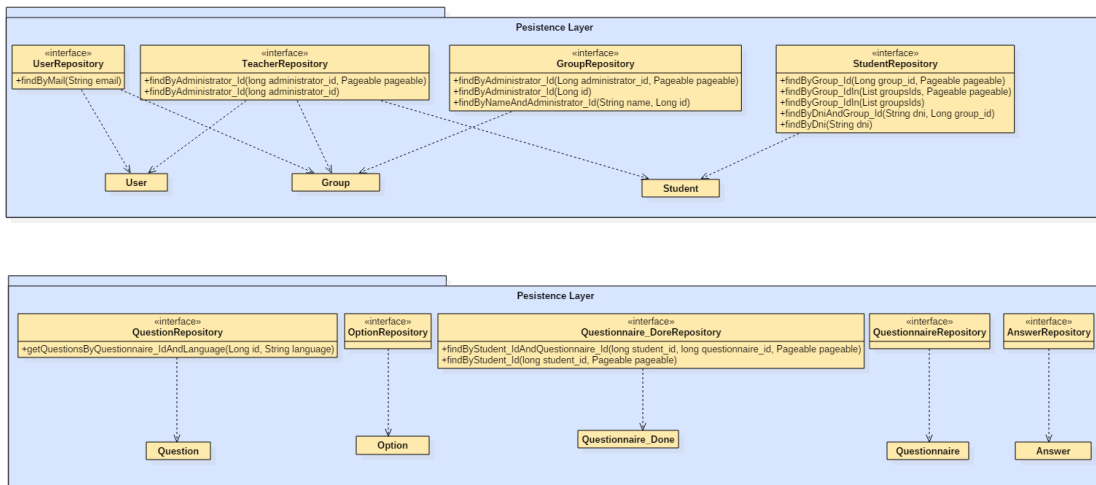 Pesistence Layer
«interface»
UserRepository
+findByMail(String email)
«interface»
TeacherRepository
+findByAdministrator_Id(long administrator_id, Pageable pageable)
+findByAdministrator_Id(long administrator_id)
«interface»
GroupRepository
+findByAdministrator_Id(Long administrator_id, Pageable pageable)
+findByAdministrator_Id(Long id)
+findByNameAndAdministrator_Id(String name, Long id)
«interface»
StudentRepository
+findByGroup_Id(Long group_id, Pageable pageable)
+findByGroup_IdIn(List groupsIds, Pageable pageable)
+findByGroup_IdIn(List groupsIds)
+findByDniAndGroup_Id(String dni, Long group_id)
+findByDni(String dni)
User
Group
Student
Pesistence Layer
«interface»
QuestionRepository
+getQuestionsByQuestionnaire_IdAndLanguage(Long id, String language)
«interface»
OptionRepository
«interface»
Questionnaire_DoreRepository
+findByStudent_IdAndQuestionnaire_Id(long student_id, long questionnaire_id, Pageable pageable)
+findByStudent_Id(long student_id, Pageable pageable)
«interface»
QuestionnaireRepository
«interface»
AnswerRepository
Question
Option
Questionnaire_Done
Questionnaire
Answer